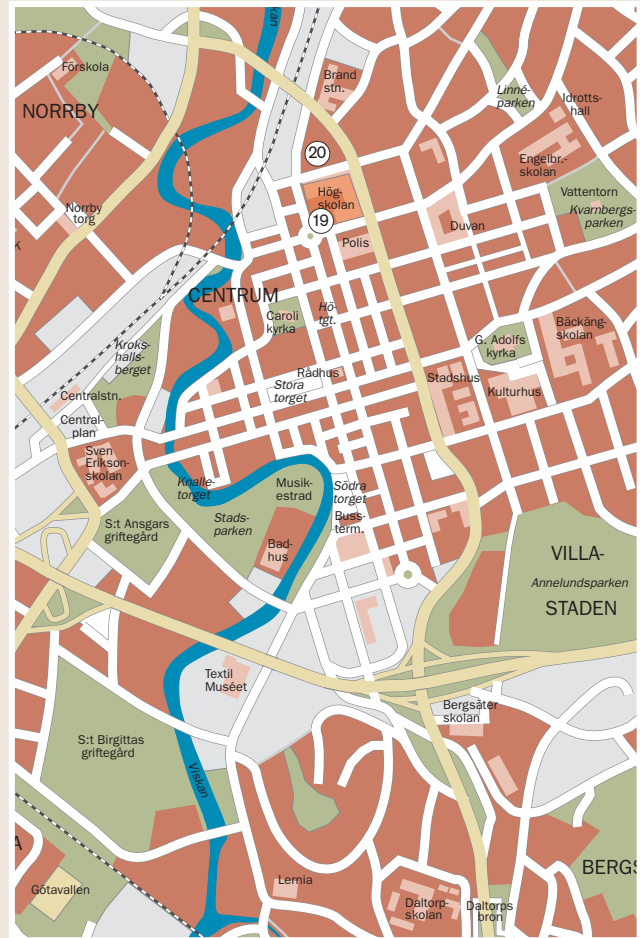 skan
Förskola
NORRBY
Brand
stn.
Linné-
parken
Idrotts-
hall
20
Engelbr.-
skolan
Vattentorn
Hög-
skolan
19
Norrby
torg
Kvarnbergs-
parken
Duvan
Polis
k
CENTRUM
Caroli
kyrka
Hö-
tgt.
Kroks-
halls-
berget
G. Adolfs
kyrka
Bäckäng-
skolan
Rådhus
Stora
torget
Stadshus
Kulturhus
Centralstn.
Central-
plan
Sven
Erikson-
skolan
Knalle-
torget
Musik-
estrad
Södra
torget
Stads-
parken
Buss-
term.
S:t Ansgars
griftegård
Bad-
hus
VILLA-
Annelundsparken
STADEN
Textil
Muséet
Bergsäter
skolan
S:t Birgittas
griftegård
Viskan
A
BERGS
Lernia
Götavallen
Daltorp-
skolan
Daltorps
bron